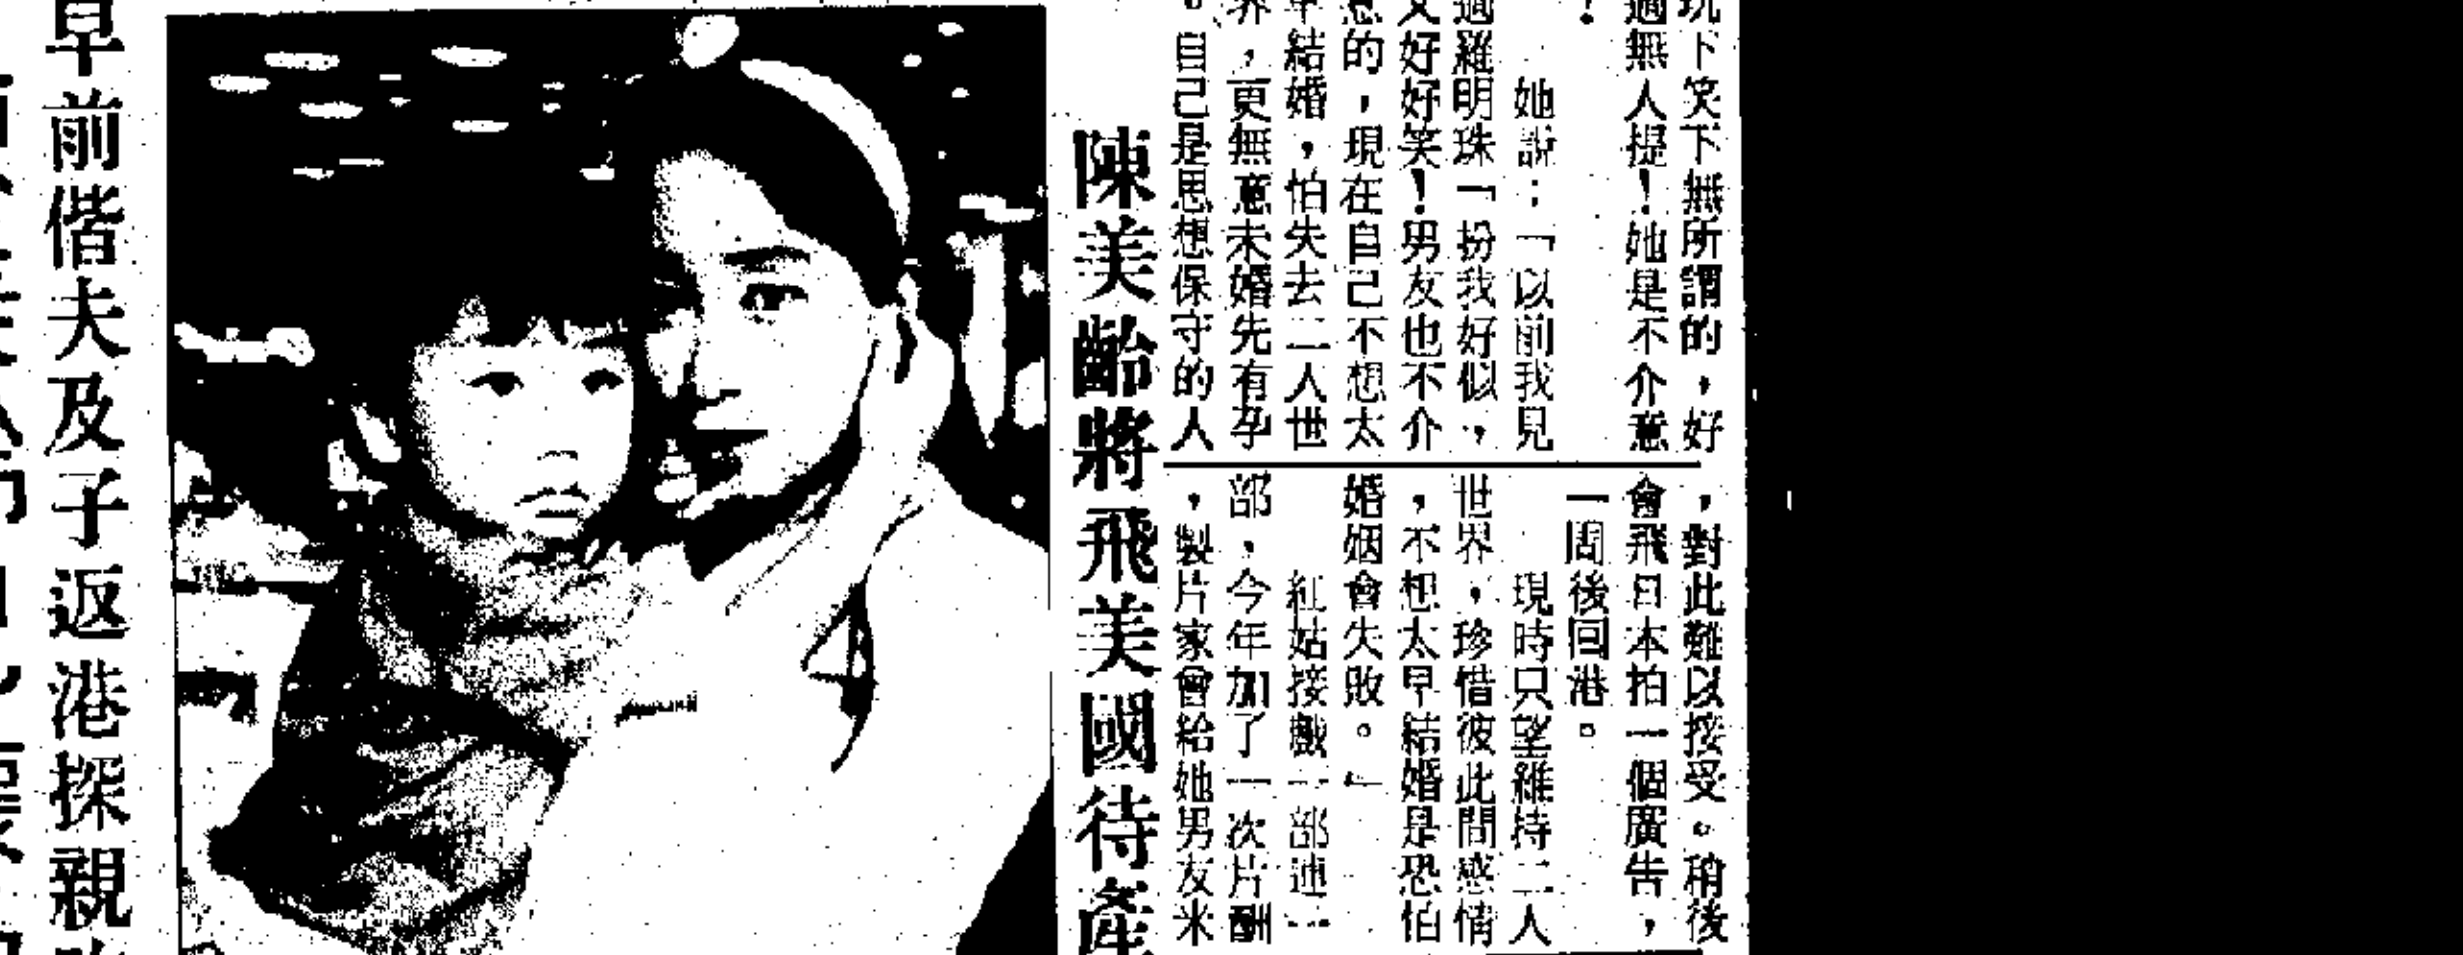 玩下笑下無所謂的，好
過無人提！她是不介意
！
她說：「以前我見
過羅明珠「扮我好似，
又好好笑！男友也不介
意的，現在自己不想太
早結婚，怕失去二人世
界，更無意未婚先有孕
。自己是思想保守的人
，對此難以接受。稍後
會飛日本拍一個廣告，
一周後回港。
現時只望維持二人
世界，珍惜彼此間感情
，不想太早結婚是恐怕
婚姻會失敗。」
紅姑接戲一部連一
部，今年加了一次片酬
，製片家會給她男友米
陳美齡將飛美國待產
早前偕夫及子返港探親